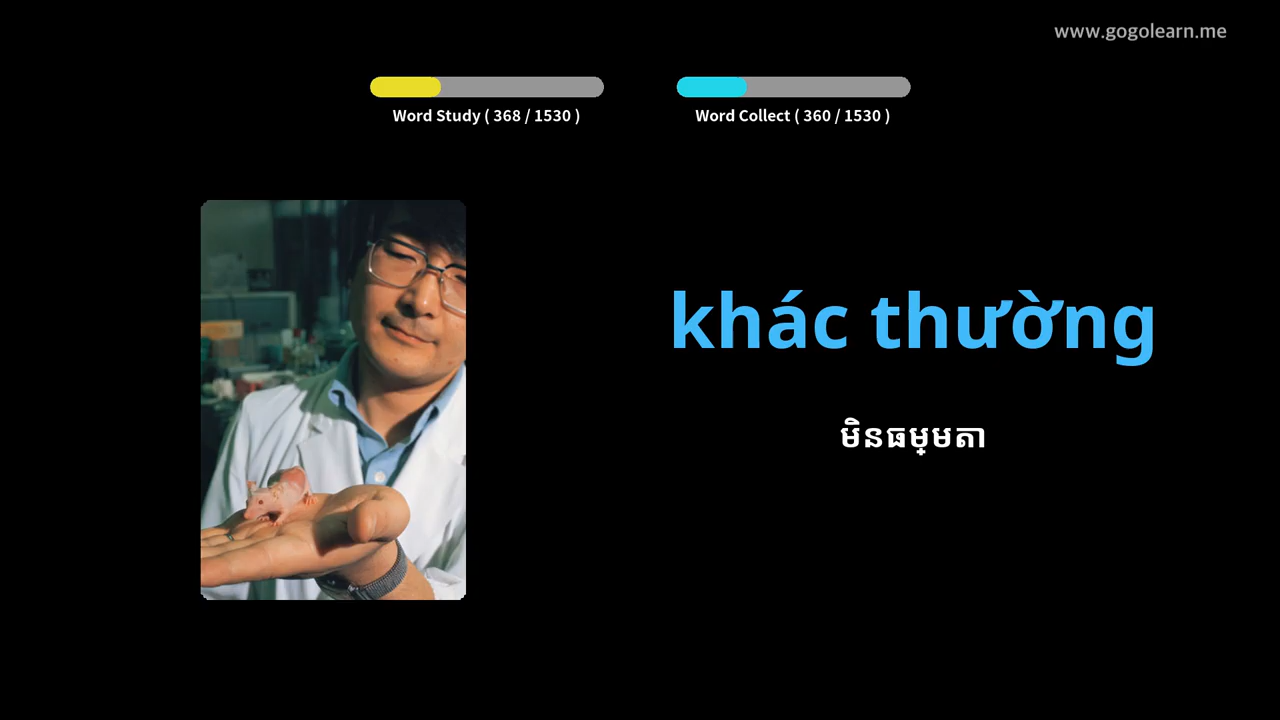 www.gogolearn.me
Word Study ( 368 / 1530 )
Word Collect ( 360 / 1530 )
khác thường
មិនធម្មតា